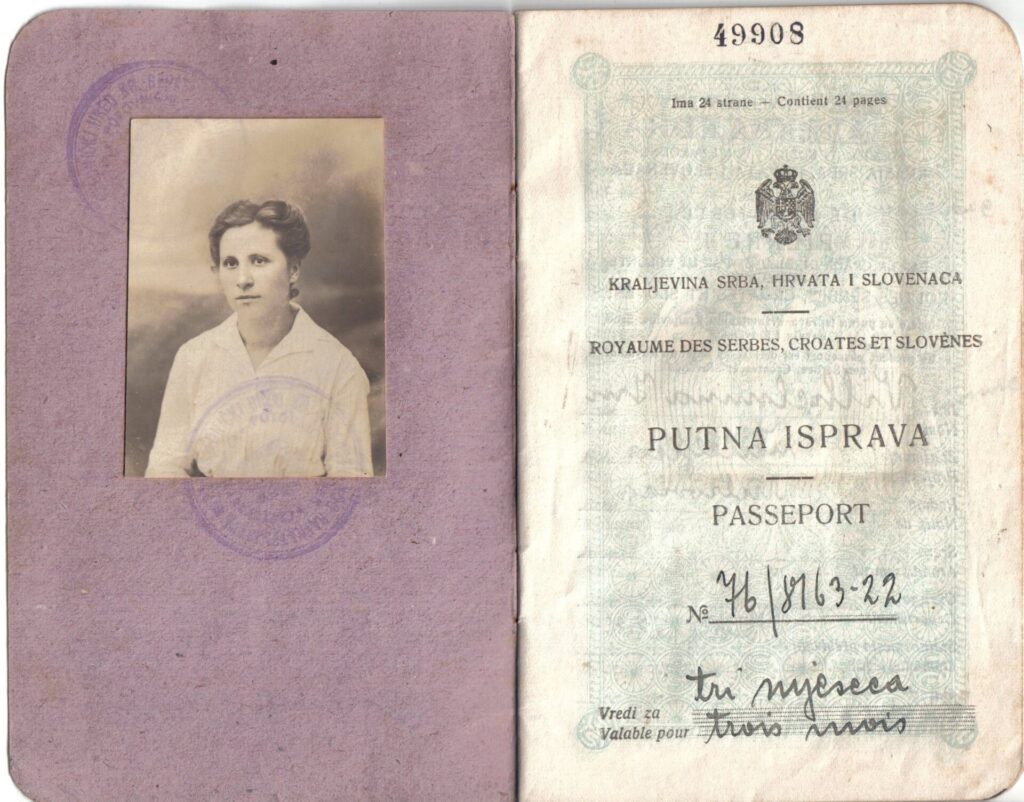 49908
Ima 24 strane — Contient 24 pages
KRALJEVINA SRBA, HRVATA I SLOVENACA
ROYAUME DES SERBES, CROATES ET SLOVÈNES
PUTNA ISPRAVA
PASSEPORT
№ 76/8163-22
Vredi za tri mjeseca
Valable pour trois mois